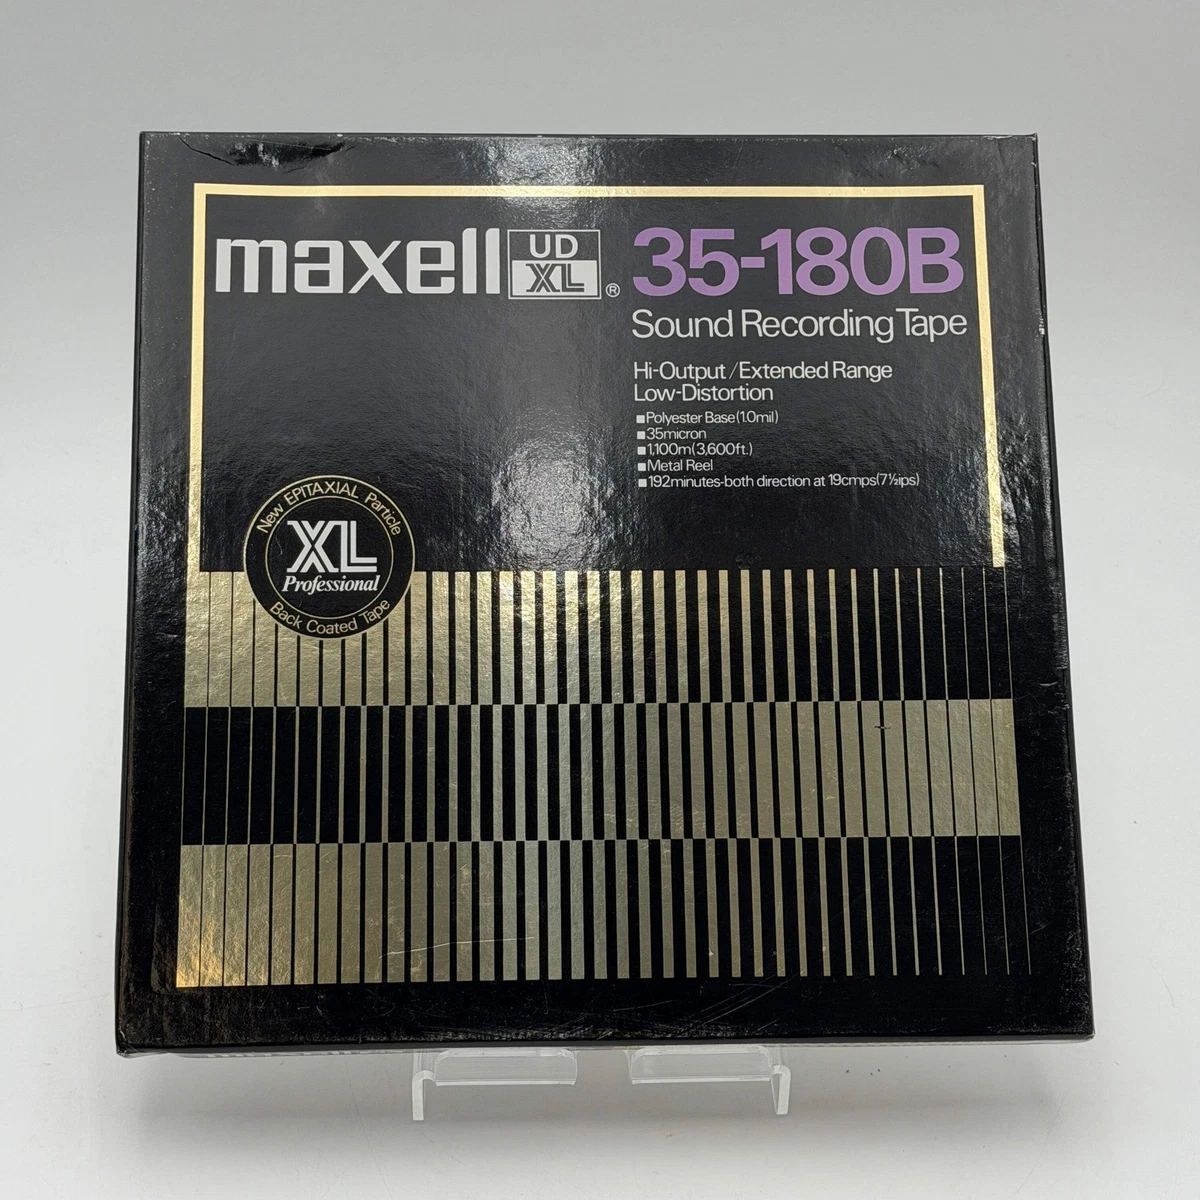 maxell UD XL ® 35-180B
Sound Recording Tape
Hi-Output/Extended Range
Low-Distortion
■Polyester Base(1.0mil)
■35micron
■1,100m(3,600ft.)
■Metal Reel
■192minutes-both direction at 19cmps(7½ips)
New EPITAXIAL Particle
XL
Professional
Back Coated Tape